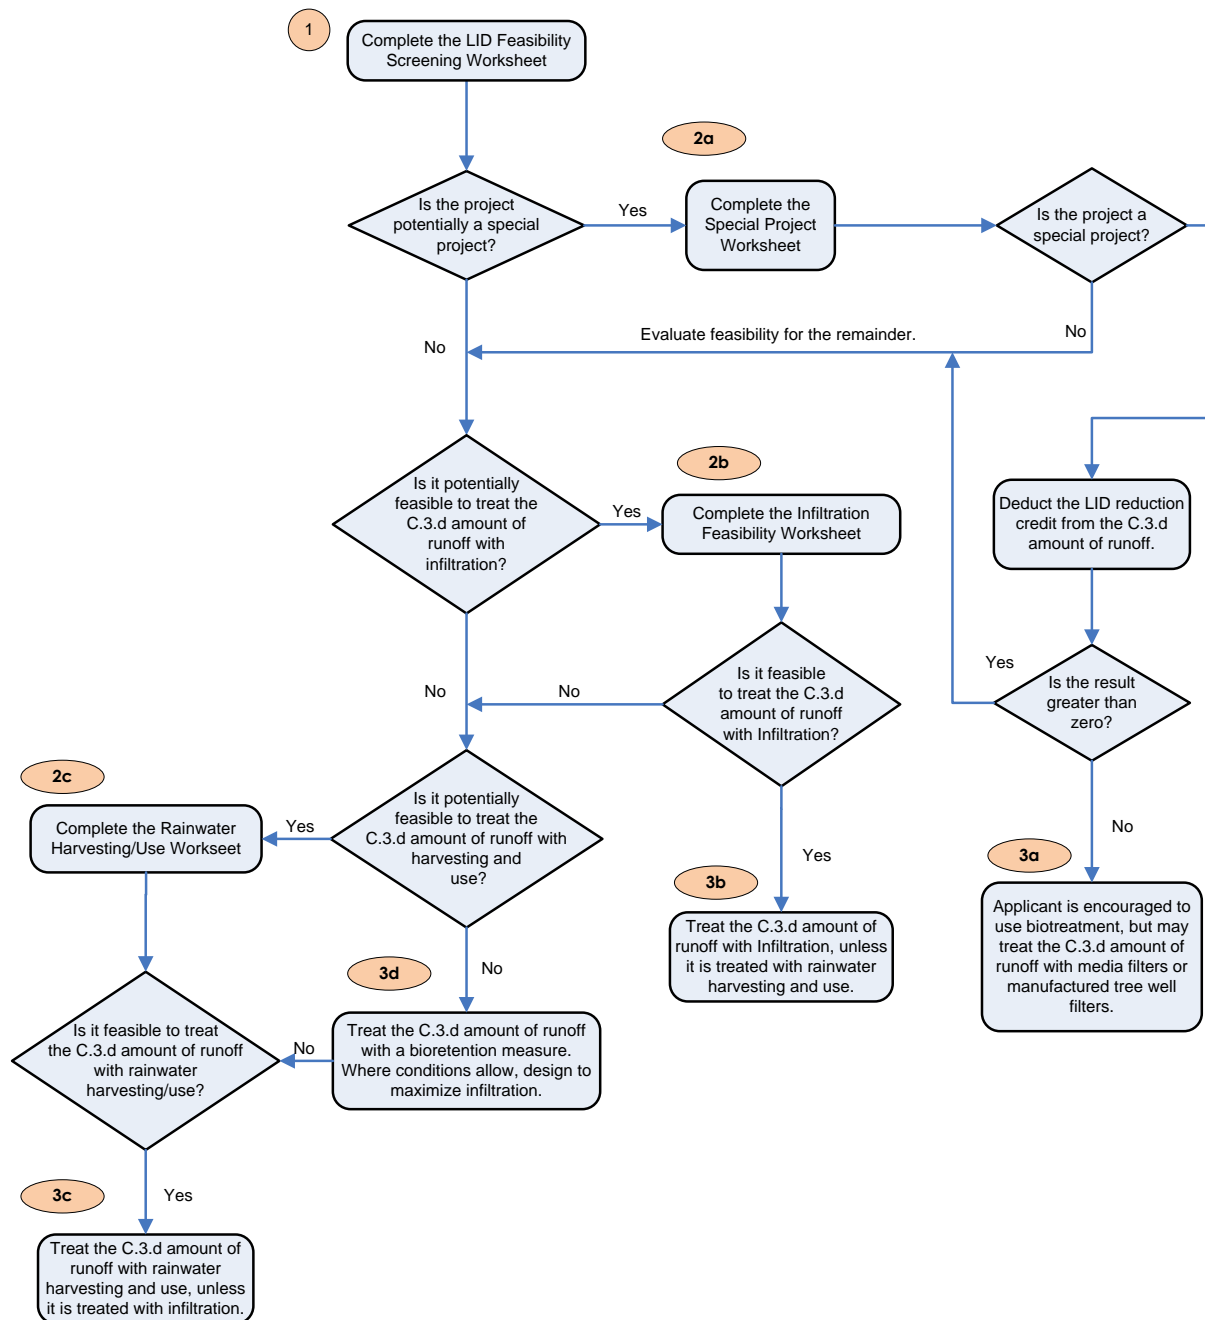 1
Complete the LID Feasibility
Screening Worksheet
2a
Is the project
potentially a special
project?
Yes
Complete the
Special Project
Worksheet
Is the project a
special project?
No
Evaluate feasibility for the remainder.
No
2b
Is it potentially
feasible to treat the
C.3.d amount of
runoff with
infiltration?
Yes
Complete the Infiltration
Feasibility Worksheet
Deduct the LID reduction
credit from the C.3.d
amount of runoff.
No
No
Is it feasible
to treat the C.3.d
amount of runoff
with Infiltration?
Yes
Is the result
greater than
zero?
2c
Complete the Rainwater
Harvesting/Use Workseet
Yes
Is it potentially
feasible to treat the
C.3.d amount of
runoff with
harvesting and
use?
Yes
No
3b
Treat the C.3.d amount of
runoff with Infiltration, unless
it is treated with rainwater
harvesting and use.
3a
Applicant is encouraged to
use biotreatment, but may
treat the C.3.d amount of
runoff with media filters or
manufactured tree well
filters.
3d
No
Is it feasible to treat
the C.3.d amount of runoff
with rainwater
harvesting/use?
No
Treat the C.3.d amount of runoff
with a bioretention measure.
Where conditions allow, design to
maximize infiltration.
3c
Yes
Treat the C.3.d amount of
runoff with rainwater
harvesting and use, unless
it is treated with infiltration.